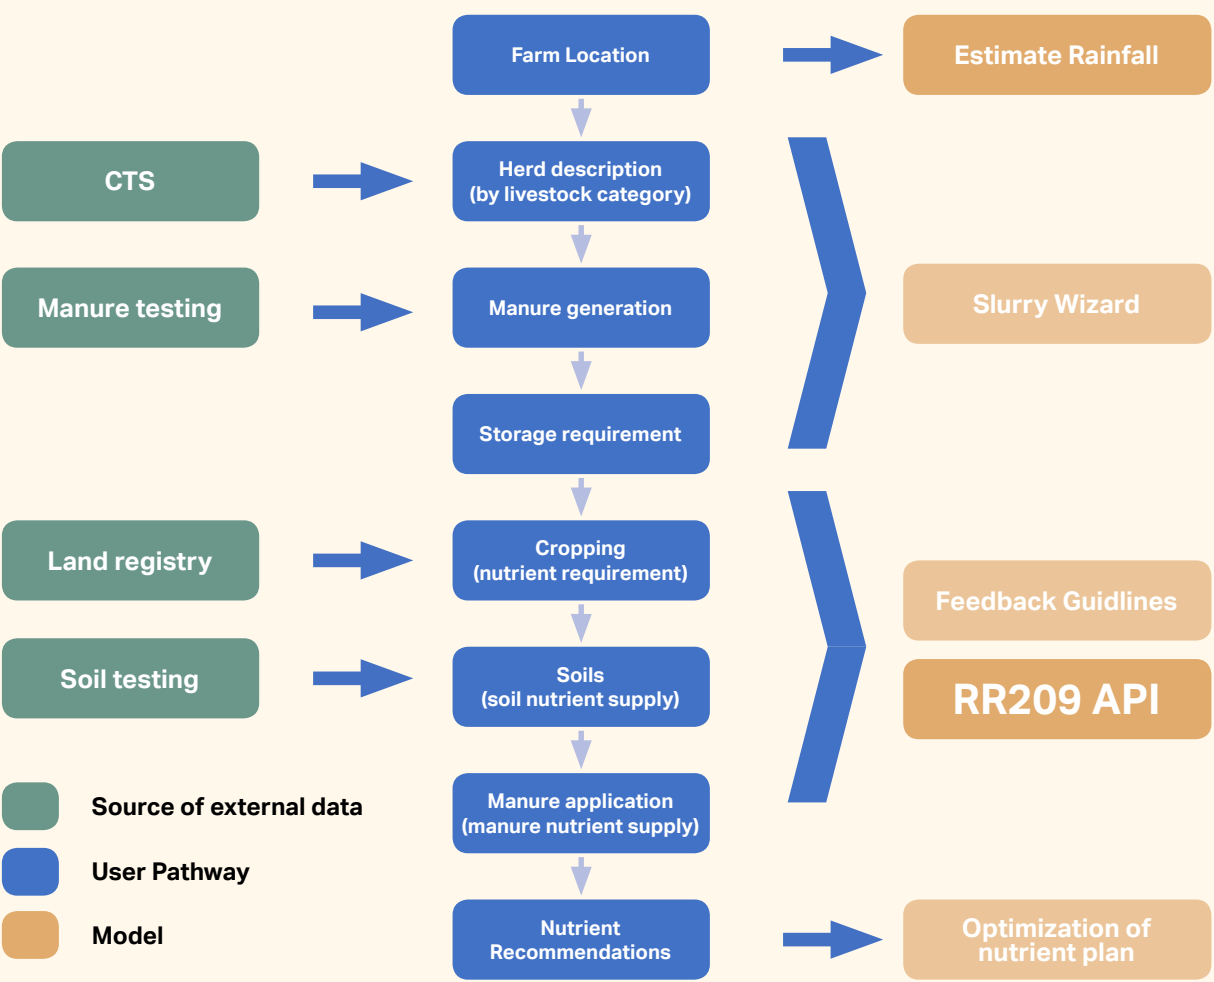 Farm Location
Estimate Rainfall
CTS
Herd description
(by livestock category)
Manure testing
Manure generation
Slurry Wizard
Storage requirement
Land registry
Cropping
(nutrient requirement)
Feedback Guidlines
Soil testing
Soils
(soil nutrient supply)
RR209 API
Source of external data
Manure application
(manure nutrient supply)
User Pathway
Model
Nutrient
Recommendations
Optimization of
nutrient plan